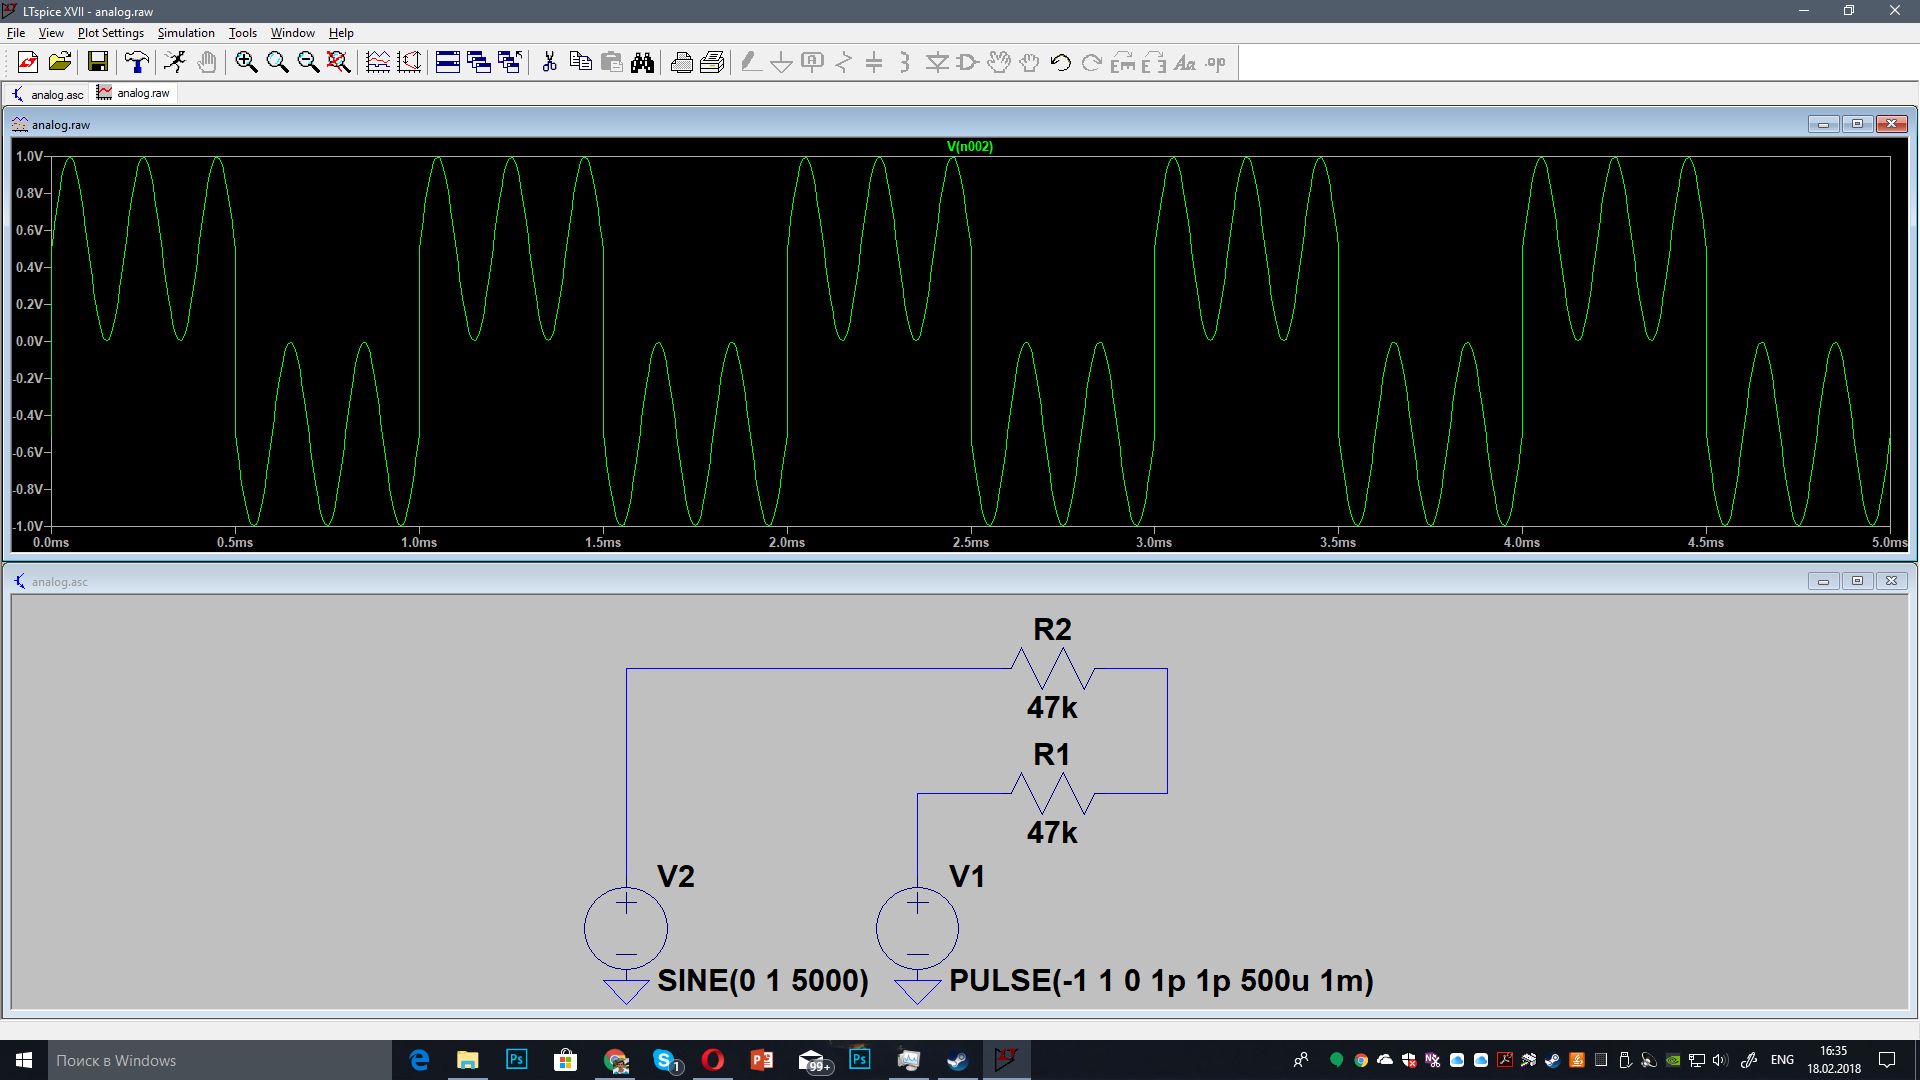 LTspice XVII - analog.raw
File View Plot Settings Simulation Tools Window Help
analog.asc analog.raw
analog.raw
V(n002)
1.0V
0.8V
0.6V
0.4V
0.2V
0.0V
-0.2V
-0.4V
-0.6V
-0.8V
-1.0V
0.0ms 0.5ms 1.0ms 1.5ms 2.0ms 2.5ms 3.0ms 3.5ms 4.0ms 4.5ms 5.0ms
analog.asc
R2
47k
R1
47k
V2 V1
SINE(0 1 5000) PULSE(-1 1 0 1p 1p 500u 1m)
Поиск в Windows
Ps
1
99+
Ps
ENG
16:35
18.02.2018